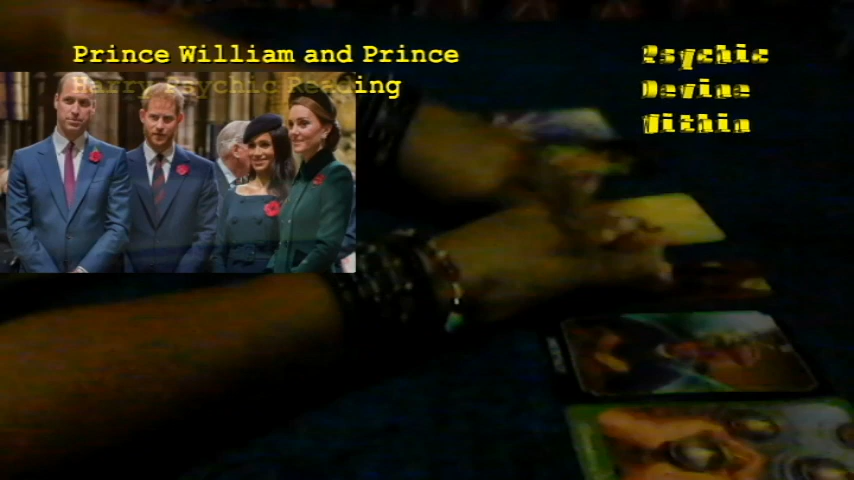 Prince William and Prince
Harry Psychic Reading
Psychic
Devine
Within